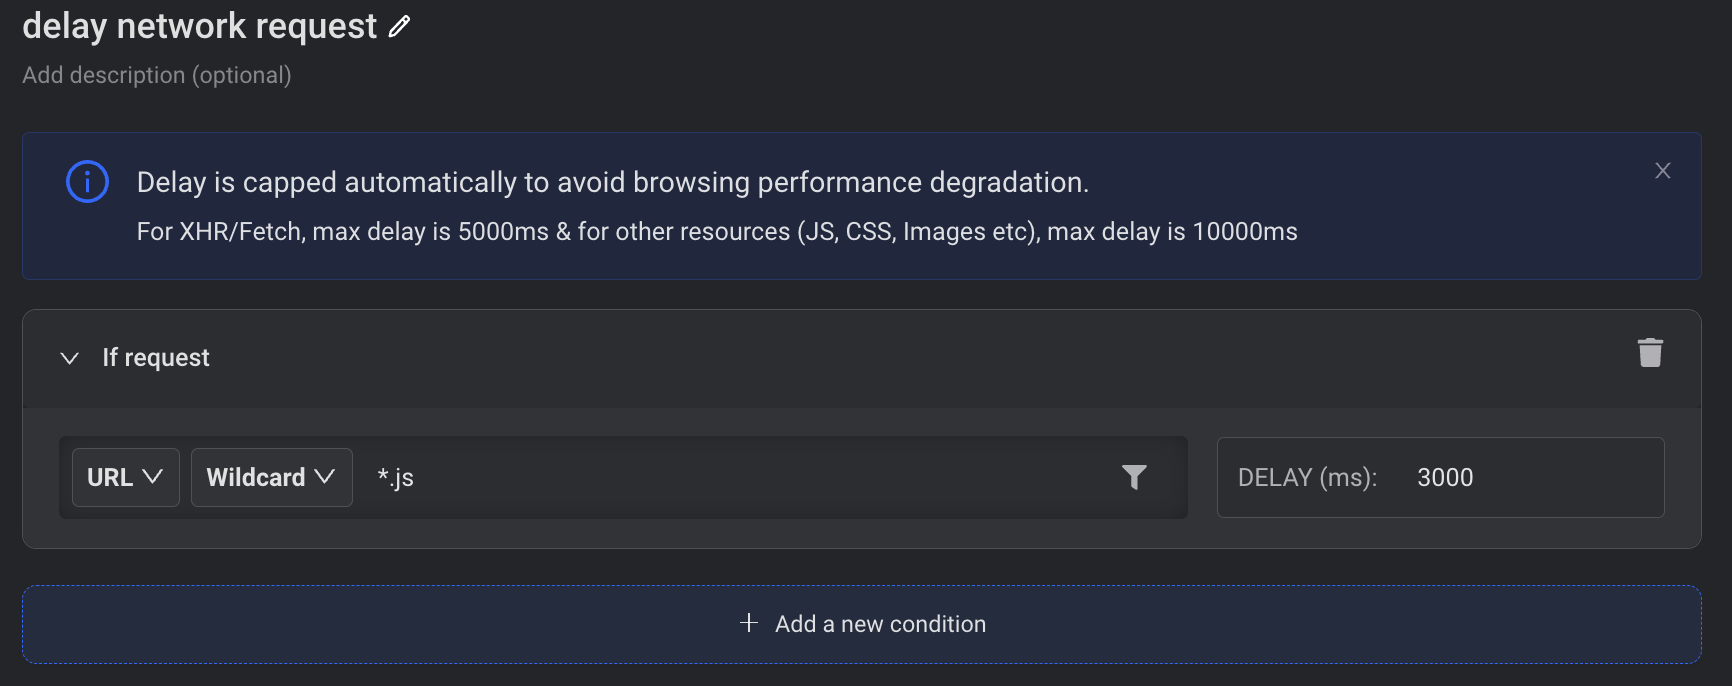 delay network request
Add description (optional)
Delay is capped automatically to avoid browsing performance degradation.
For XHR/Fetch, max delay is 5000ms & for other resources (JS, CSS, Images etc), max delay is 10000ms
If request
URL Wildcard *.js DELAY (ms): 3000
Add a new condition